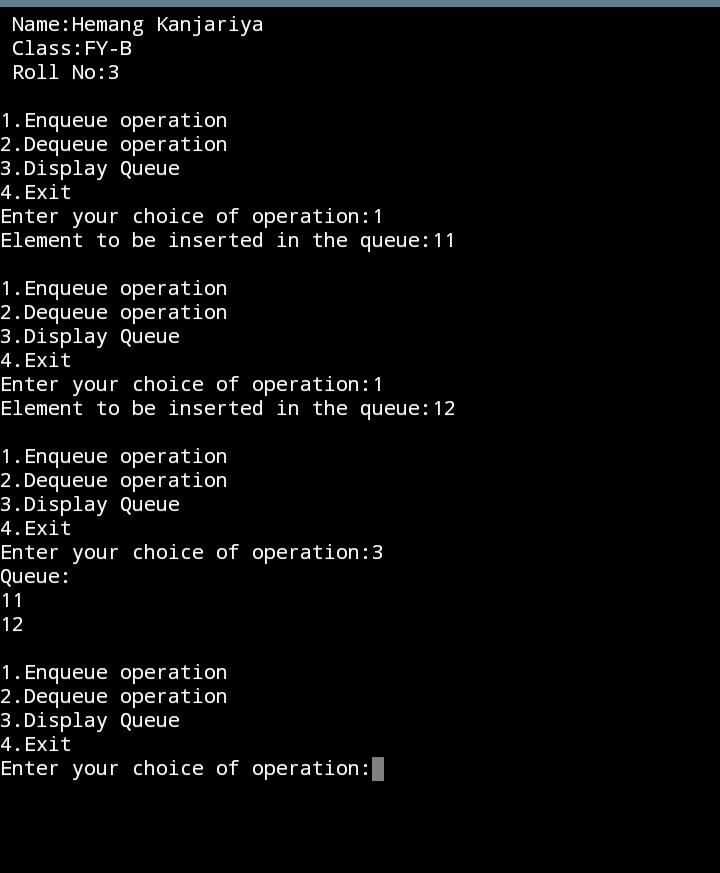 Name:Hemang Kanjariya
Class:FY-B
Roll No:3
1.Enqueue operation
2.Dequeue operation
3.Display Queue
4.Exit
Enter your choice of operation:1
Element to be inserted in the queue:11
1.Enqueue operation
2.Dequeue operation
3.Display Queue
4.Exit
Enter your choice of operation:1
Element to be inserted in the queue:12
1.Enqueue operation
2.Dequeue operation
3.Display Queue
4.Exit
Enter your choice of operation:3
Queue:
11
12
1.Enqueue operation
2.Dequeue operation
3.Display Queue
4.Exit
Enter your choice of operation: